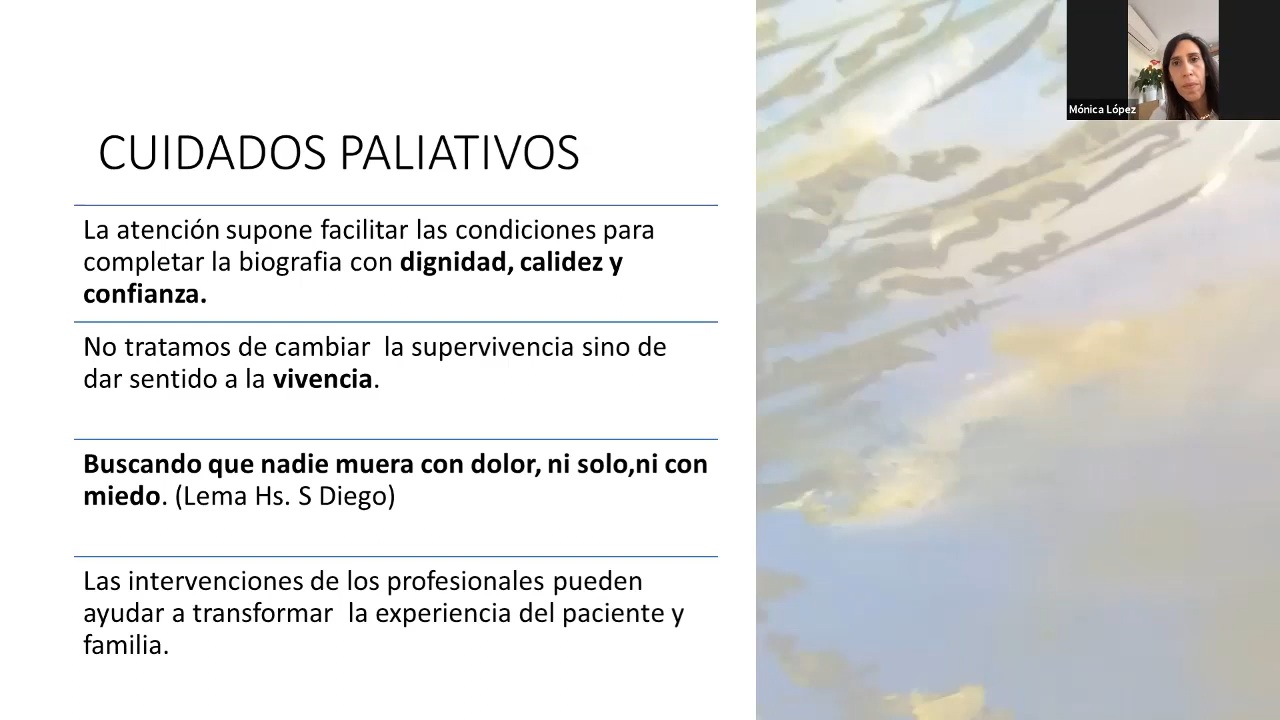 Mónica López
CUIDADOS PALIATIVOS
La atención supone facilitar las condiciones para
completar la biografia con dignidad, calidez y
confianza.
No tratamos de cambiar  la supervivencia sino de
dar sentido a la vivencia.
Buscando que nadie muera con dolor, ni solo,ni con
miedo. (Lema Hs. S Diego)
Las intervenciones de los profesionales pueden
ayudar a transformar  la experiencia del paciente y
familia.